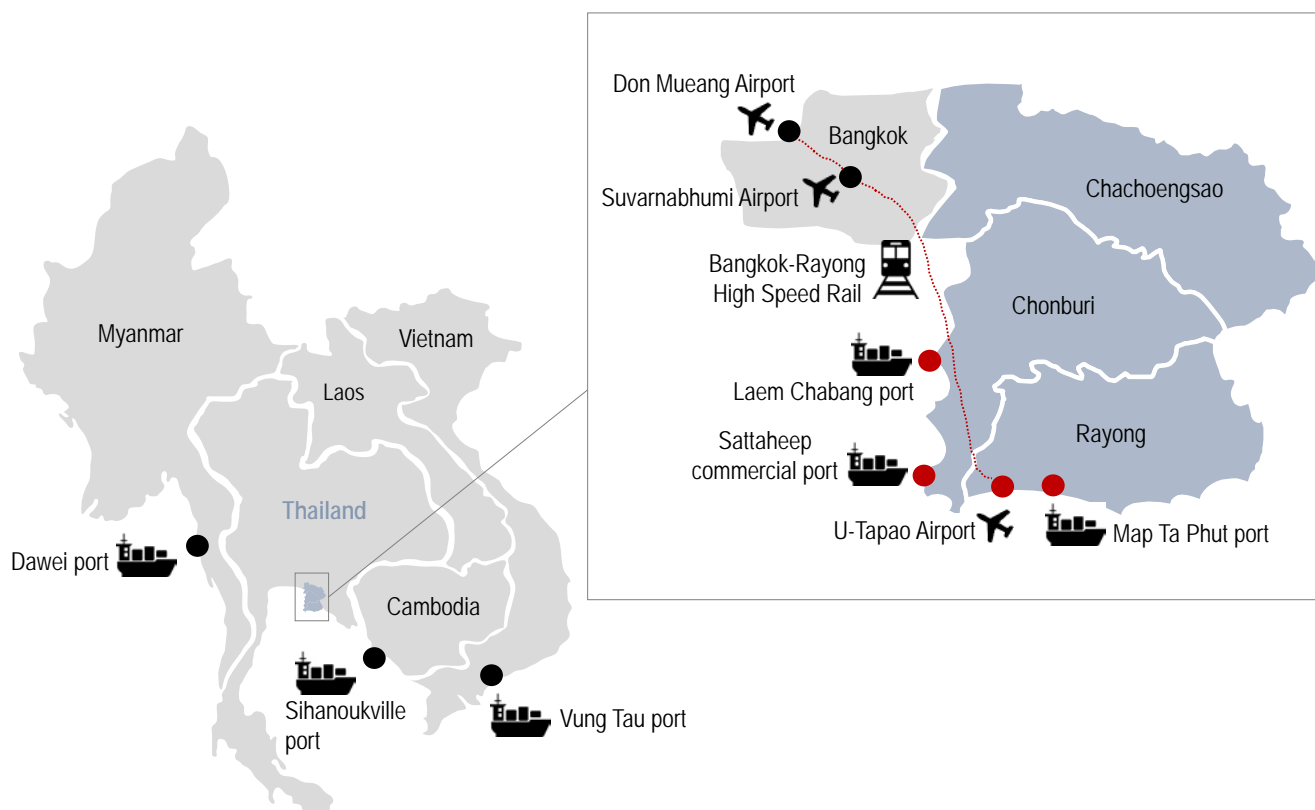 Don Mueang Airport
Bangkok
Suvarnabhumi Airport
Chachoengsao
Bangkok-Rayong
High Speed Rail
Chonburi
Laem Chabang port
Rayong
Sattaheep
commercial port
U-Tapao Airport
Map Ta Phut port
Myanmar
Vietnam
Laos
Thailand
Dawei port
Cambodia
Sihanoukville
port
Vung Tau port